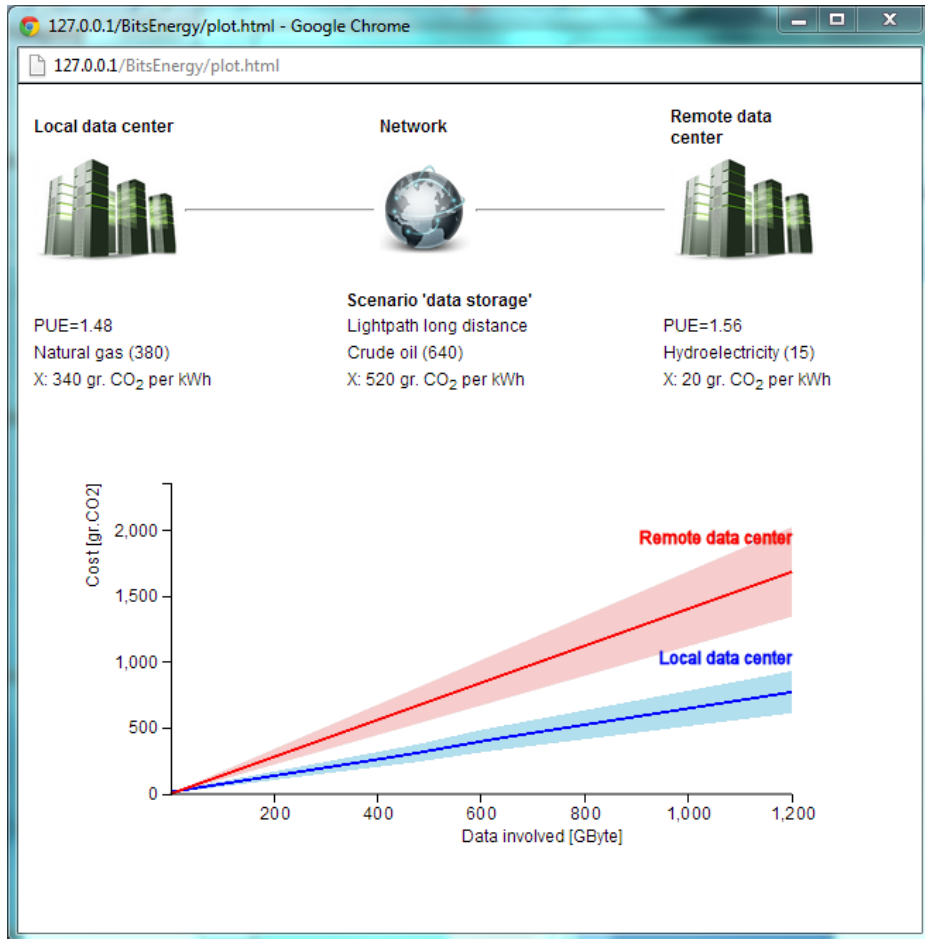 127.0.0.1/BitsEnergy/plot.html - Google Chrome
127.0.0.1/BitsEnergy/plot.html
Local data center
Network
Remote data
center
Scenario 'data storage'
PUE=1.48
Lightpath long distance
PUE=1.56
Natural gas (380)
Crude oil (640)
Hydroelectricity (15)
X: 340 gr. CO2 per kWh
X: 520 gr. CO2 per kWh
X: 20 gr. CO2 per kWh
Cost [gr.CO2]
2,000
1,500
1,000
500
0
Remote data center
Local data center
200
400
600
800
1,000
1,200
Data involved [GByte]